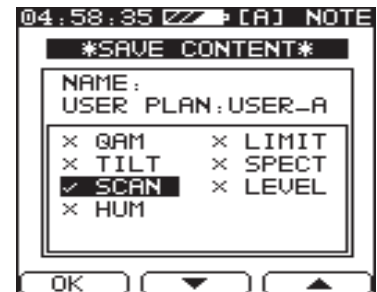 04:58:35 [A] NOTE
*SAVE CONTENT*
NAME:
USER PLAN:USER_A
× QAM × LIMIT
× TILT × SPECT
✓ SCAN × LEVEL
× HUM
OK ▼ ▲